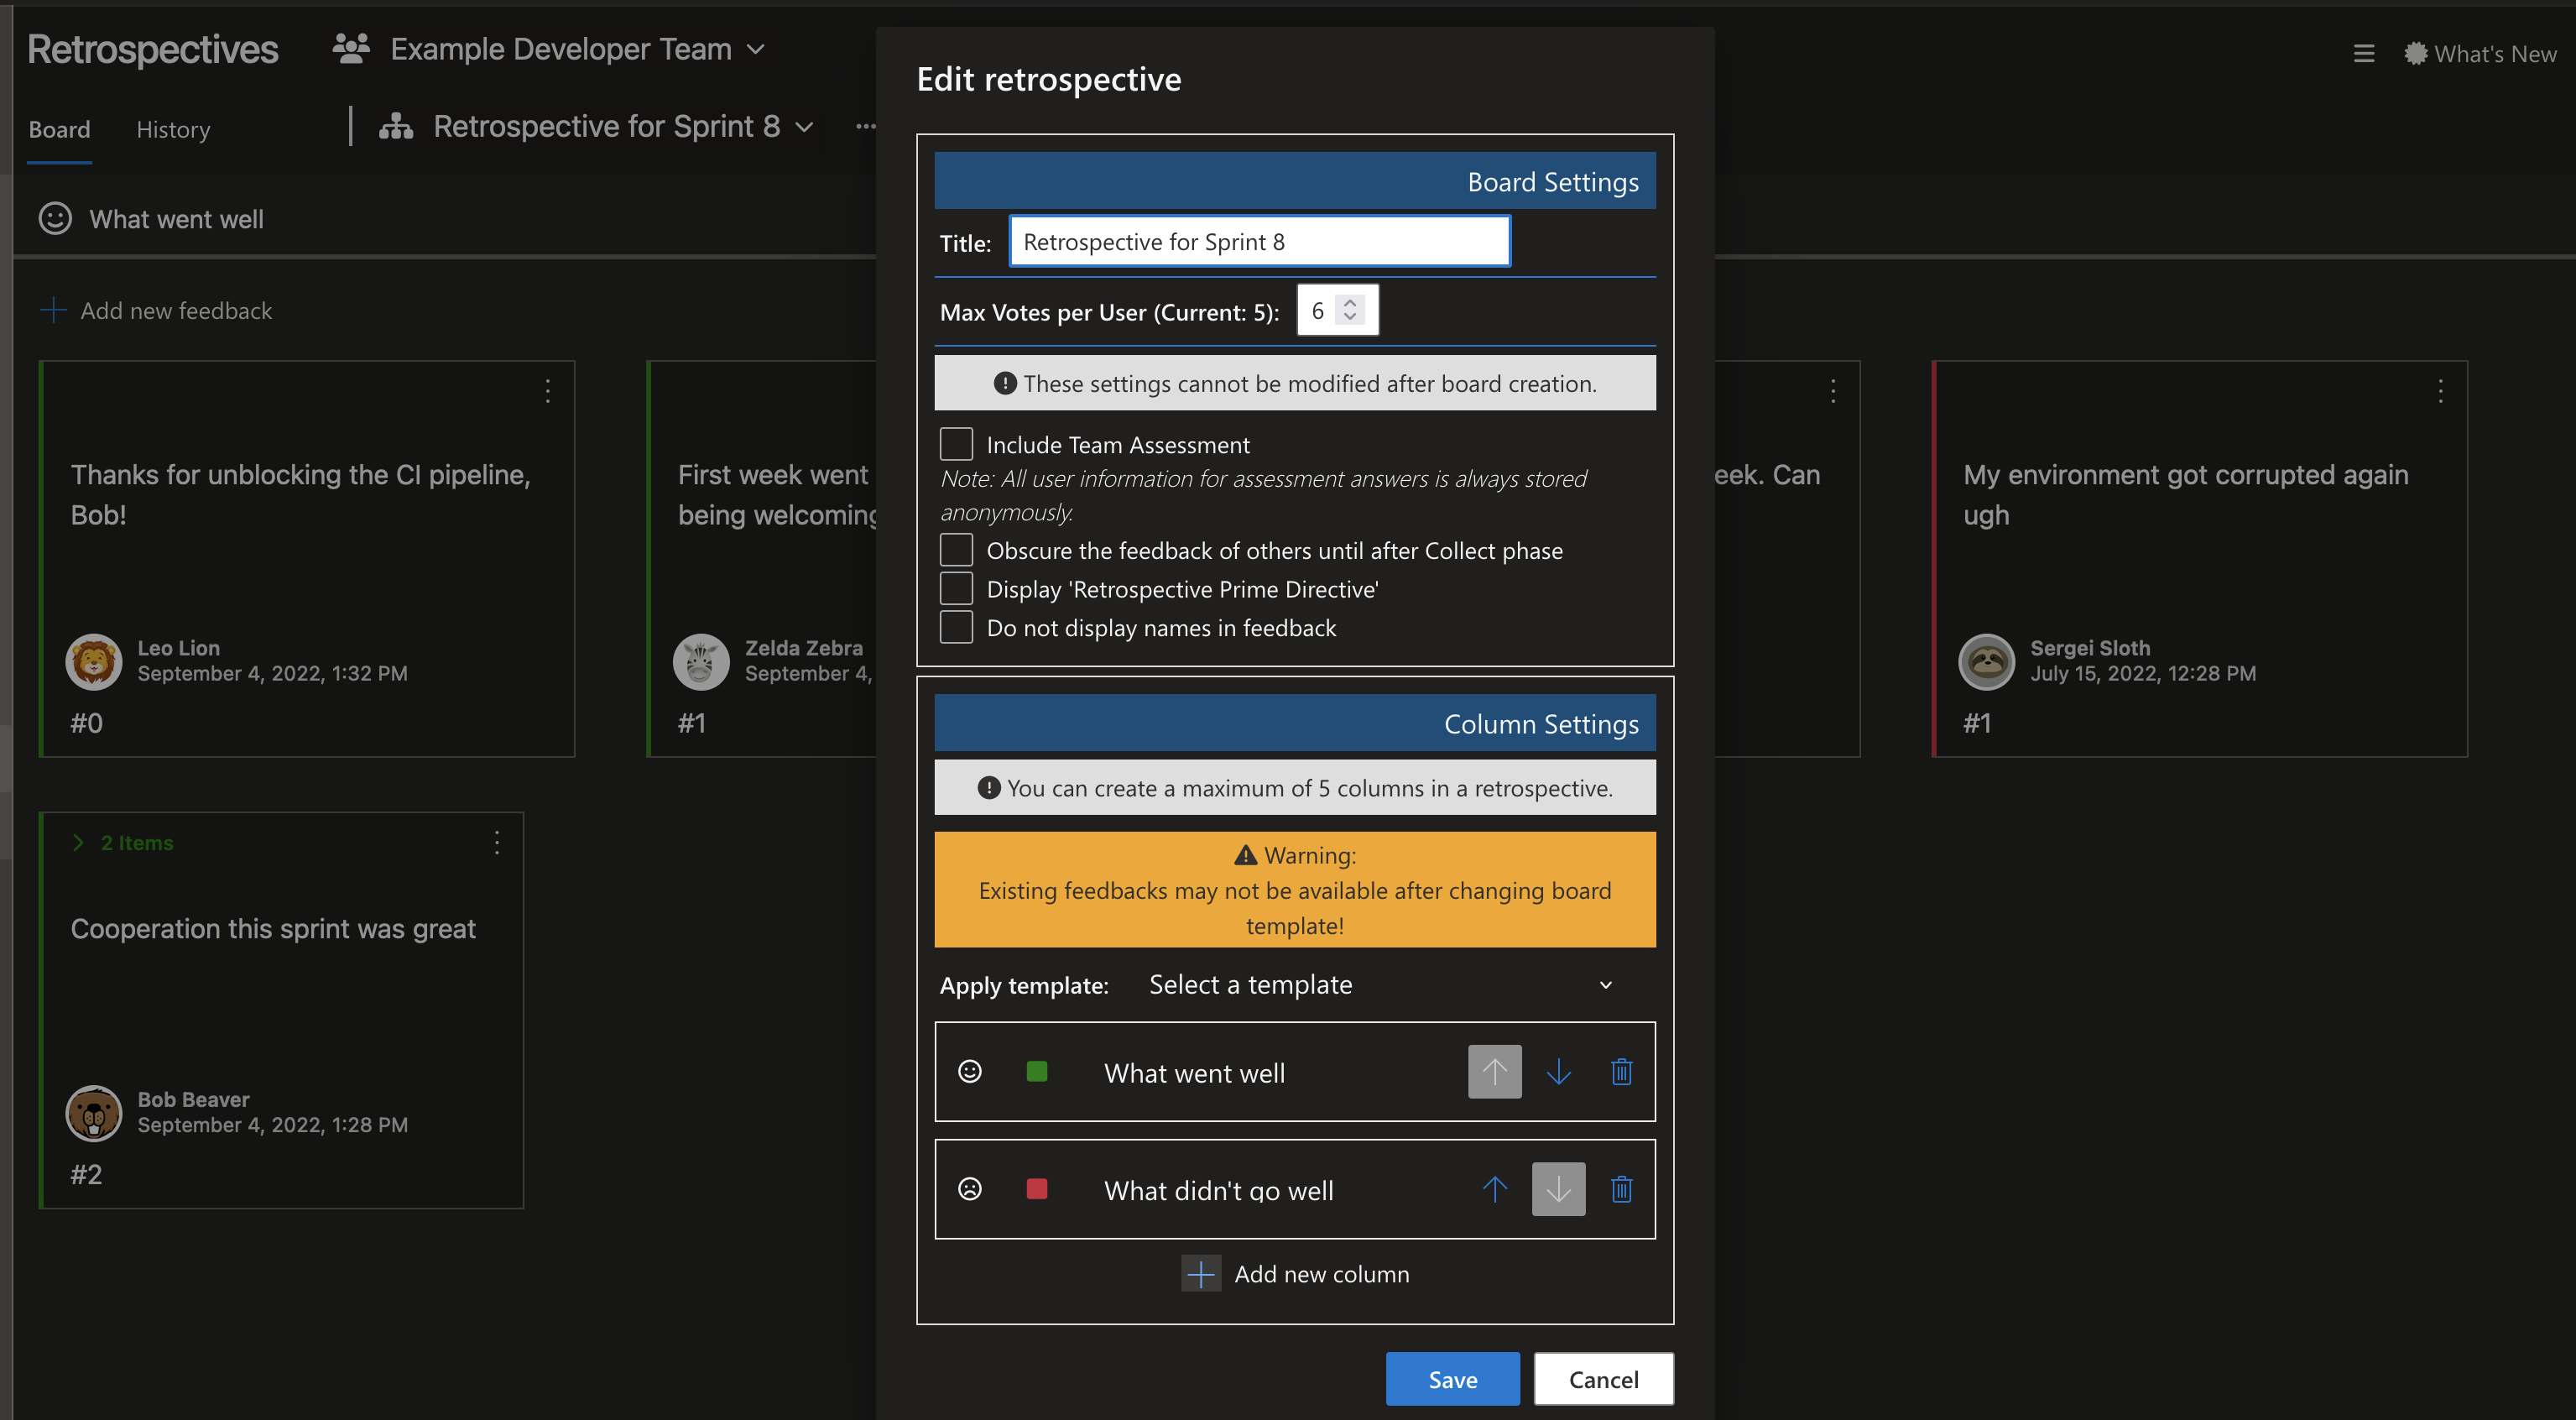 Retrospectives
Example Developer Team
What's New
Board
History
Retrospective for Sprint 8
What went well
Add new feedback
Thanks for unblocking the CI pipeline,
Bob!
Leo Lion
September 4, 2022, 1:32 PM
#0
First week went
being welcoming
Zelda Zebra
September 4,
#1
eek. Can
My environment got corrupted again
ugh
Sergei Sloth
July 15, 2022, 12:28 PM
#1
2 Items
Cooperation this sprint was great
Bob Beaver
September 4, 2022, 1:28 PM
#2
Edit retrospective
Board Settings
Title: Retrospective for Sprint 8
Max Votes per User (Current: 5): 6
These settings cannot be modified after board creation.
Include Team Assessment
Note: All user information for assessment answers is always stored
anonymously.
Obscure the feedback of others until after Collect phase
Display 'Retrospective Prime Directive'
Do not display names in feedback
Column Settings
You can create a maximum of 5 columns in a retrospective.
Warning:
Existing feedbacks may not be available after changing board
template!
Apply template: Select a template
What went well
What didn't go well
Add new column
Save
Cancel